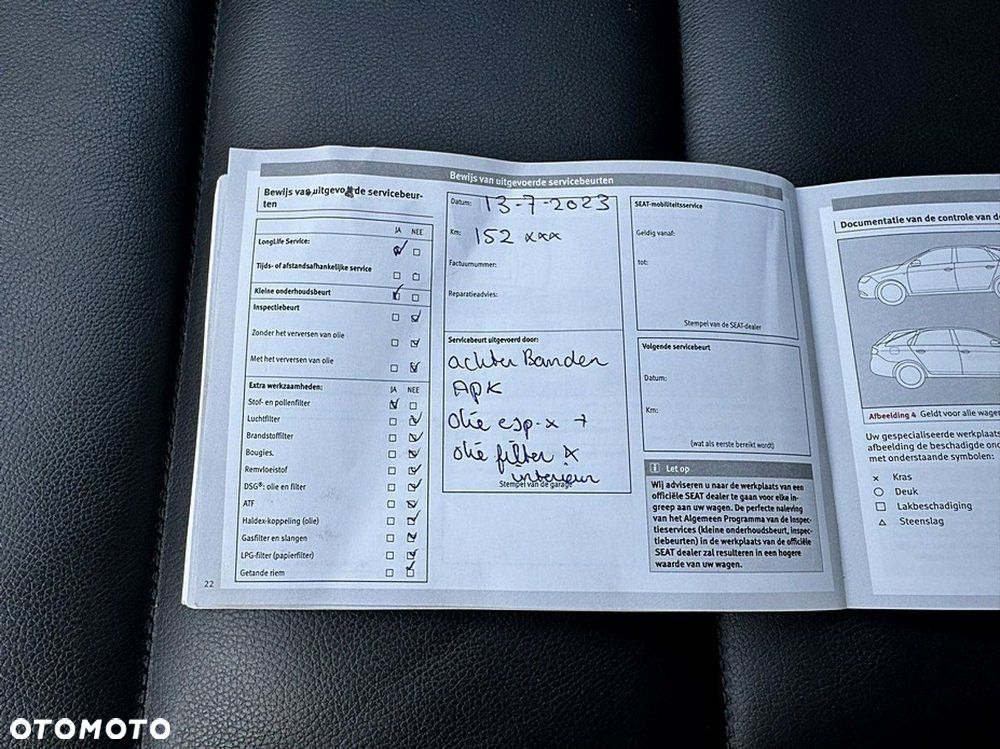 Bewijs van uitgevoerde servicebeurten
Bewijs van uitgevoerde servicebeur-
ten
JA NEE
LongLife Service:
Tijds- of afstandsafhankelijke service
Kleine onderhoudsbeurt
Inspectiebeurt
Zonder het verversen van olie
Met het verversen van olie
Extra werkzaamheden: JA NEE
Stof- en pollenfilter
Luchtfilter
Brandstoffilter
Bougies.
Remvloeistof
DSG®: olie en filter
ATF
Haldex-koppeling (olie)
Gasfilter en slangen
LPG-filter (papierfilter)
Getande riem
22
Datum: 13-7-2023
Km: 152 xxx
Factuurnummer:
Reparatieadvies:
Servicebeurt uitgevoerd door:
achter Banden
APK
olie esp. x +
olie filter x
interieur
Stempel van de garage
SEAT-mobiliteitsservice
Geldig vanaf:
tot:
Stempel van de SEAT-dealer
Volgende servicebeurt
Datum:
Km:
(wat als eerste bereikt wordt)
i Let op
Wij adviseren u naar de werkplaats van een
officiële SEAT dealer te gaan voor elke in-
greep aan uw wagen. De perfecte naleving
van het Algemeen Programma van de Inspec-
tieservices (kleine onderhoudsbeurt, inspec-
tiebeurten) in de werkplaats van de officiële
SEAT dealer zal resulteren in een hogere
waarde van uw wagen.
Documentatie van de controle van
Afbeelding 4 Geldt voor alle
Uw gespecialiseerde
afbeelding de beschadigde
met onderstaande symbolen:
× Kras
Deuk
Lakbeschadiging
Steenslag
OTOMOTO